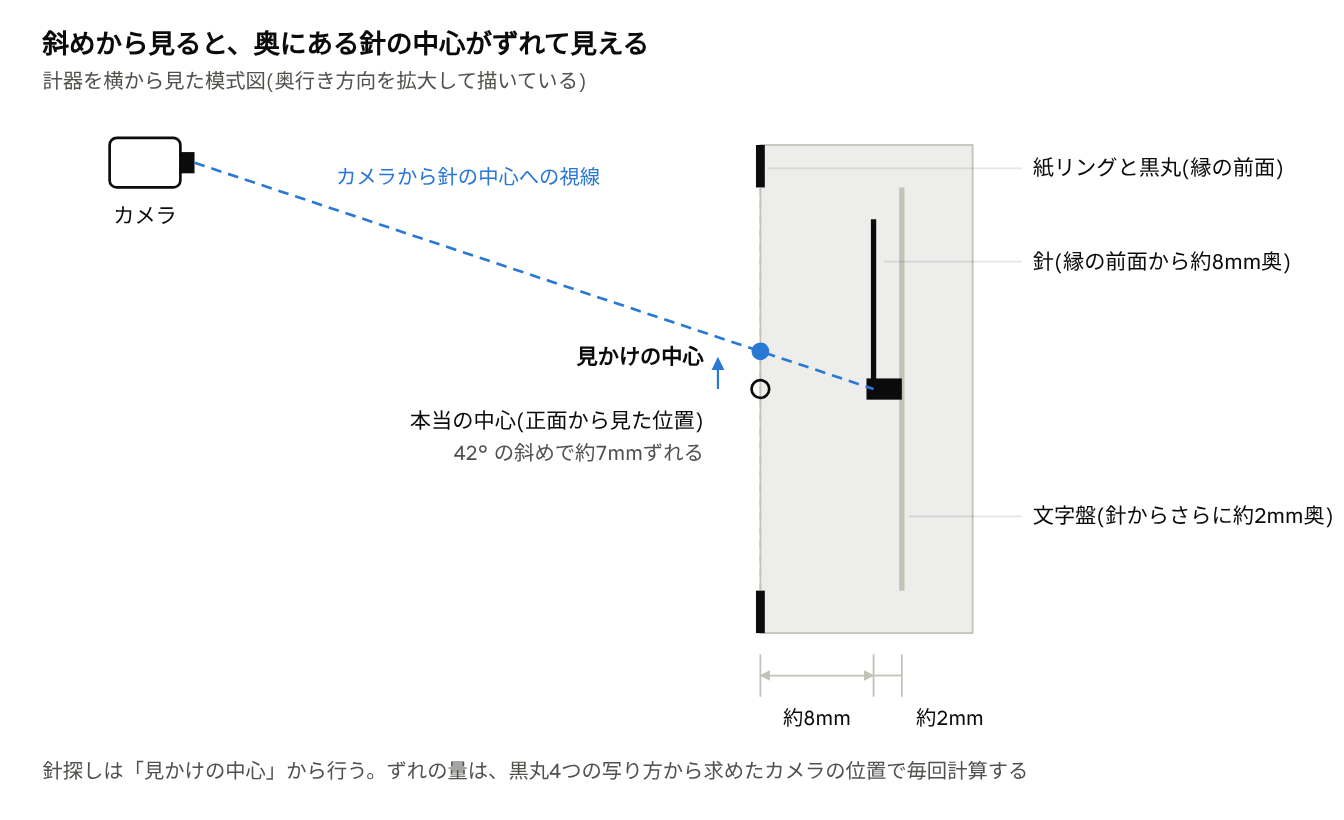 斜めから見ると、奥にある針の中心がずれて見える
計器を横から見た模式図(奥行き方向を拡大して描いている)
カメラから針の中心への視線
紙リングと黒丸(縁の前面)
カメラ
針(縁の前面から約8mm奥)
見かけの中心
本当の中心(正面から見た位置)
42° の斜めで約7mmずれる
文字盤(針からさらに約2mm奥)
約8mm
約2mm
針探しは「見かけの中心」から行う。ずれの量は、黒丸4つの写り方から求めたカメラの位置で毎回計算する